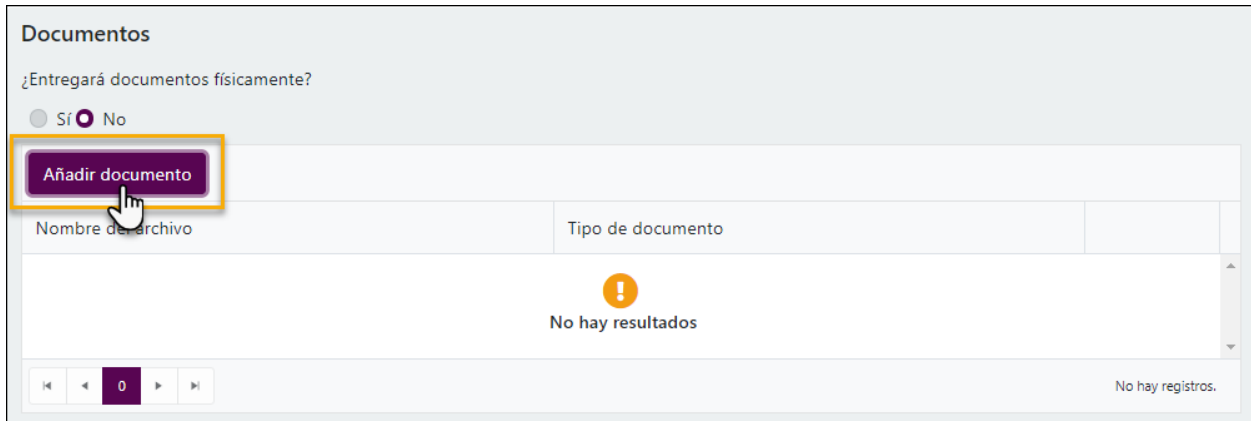 Documentos
¿Entregará documentos físicamente?
Sí No
Añadir documento
Nombre del archivo Tipo de documento
No hay resultados
0 No hay registros.